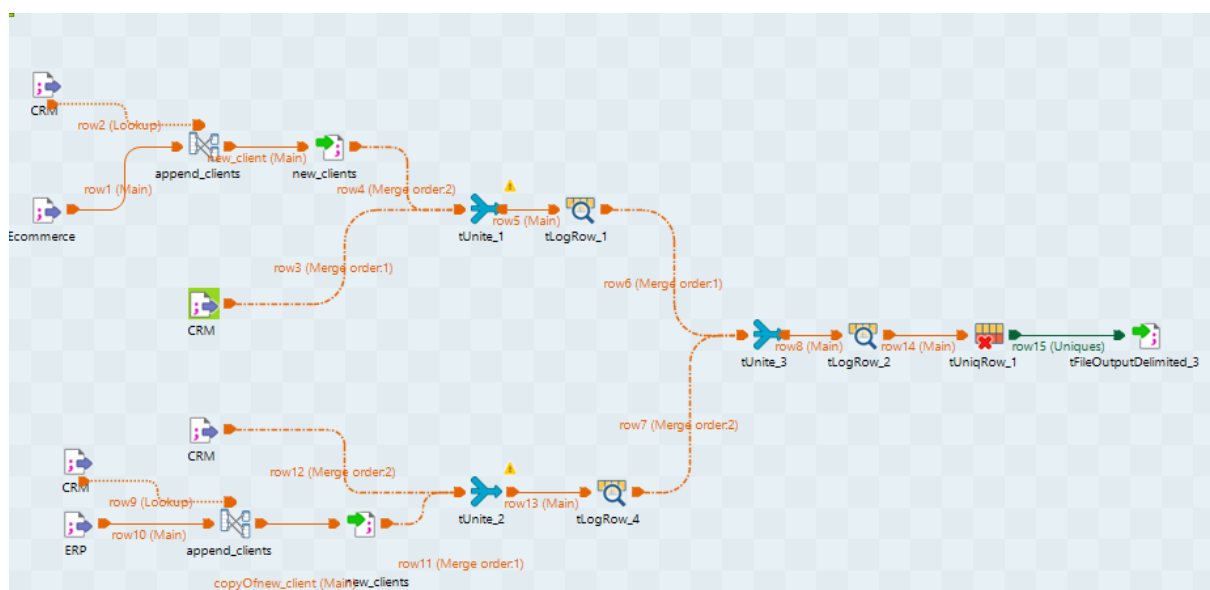 CRM
row2 (Lookup)
new_client (Main)
append_clients
new_clients
row1 (Main)
row4 (Merge order:2)
Ecommerce
row5 (Main)
tUnite_1
tLogRow_1
row3 (Merge order:1)
row6 (Merge order:1)
CRM
row8 (Main)
row14 (Main)
row15 (Uniques)
tUnite_3
tLogRow_2
tUniqRow_1
tFileOutputDelimited_3
row7 (Merge order:2)
CRM
row12 (Merge order:2)
CRM
row9 (Lookup)
row13 (Main)
tUnite_2
tLogRow_4
row10 (Main)
ERP
append_clients
row11 (Merge order:1)
copyOfnew_client (Main)
new_clients